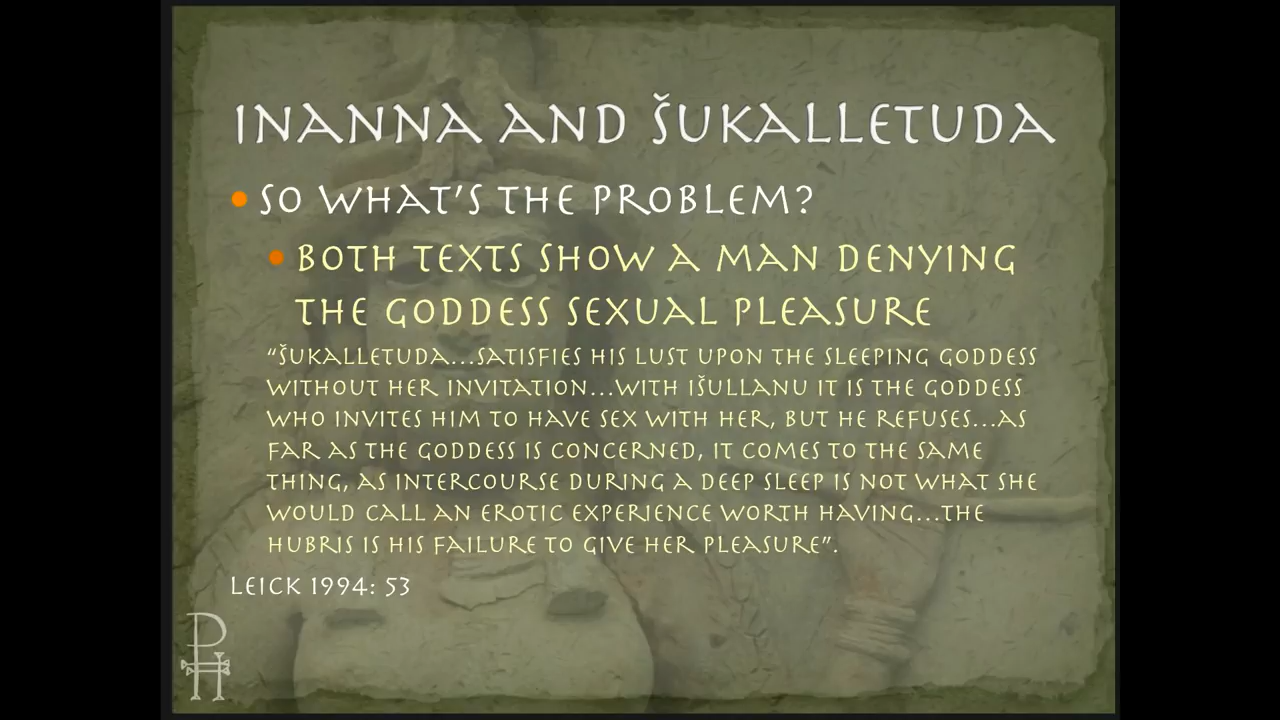 INANNA AND ŠUKALLETUDA
• SO WHAT'S THE PROBLEM?
• BOTH TEXTS SHOW A MAN DENYING
THE GODDESS SEXUAL PLEASURE
“ŠUKALLETUDA…SATISFIES HIS LUST UPON THE SLEEPING GODDESS
WITHOUT HER INVITATION…WITH IŠULLANU IT IS THE GODDESS
WHO INVITES HIM TO HAVE SEX WITH HER, BUT HE REFUSES…AS
FAR AS THE GODDESS IS CONCERNED, IT COMES TO THE SAME
THING, AS INTERCOURSE DURING A DEEP SLEEP IS NOT WHAT SHE
WOULD CALL AN EROTIC EXPERIENCE WORTH HAVING…THE
HUBRIS IS HIS FAILURE TO GIVE HER PLEASURE”.
LEICK 1994: 53
PH